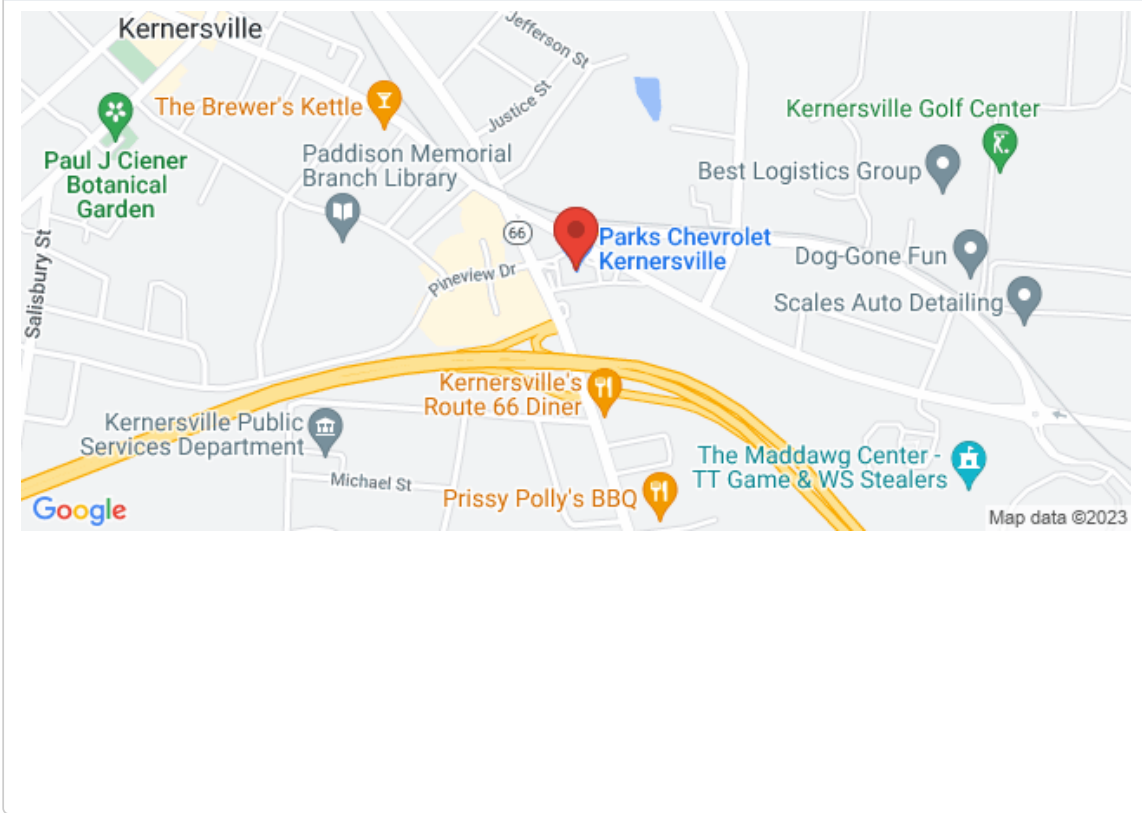 Kernersville
Jefferson St
Justice St
The Brewer's Kettle
Kernersville Golf Center
Paul J Ciener
Botanical
Garden
Paddison Memorial
Branch Library
Best Logistics Group
66
Parks Chevrolet
Kernersville
Pineview Dr
Dog-Gone Fun
Salisbury St
Scales Auto Detailing
Kernersville's
Route 66 Diner
Kernersville Public
Services Department
The Maddawg Center -
TT Game & WS Stealers
Michael St
Prissy Polly's BBQ
Google
Map data ©2023